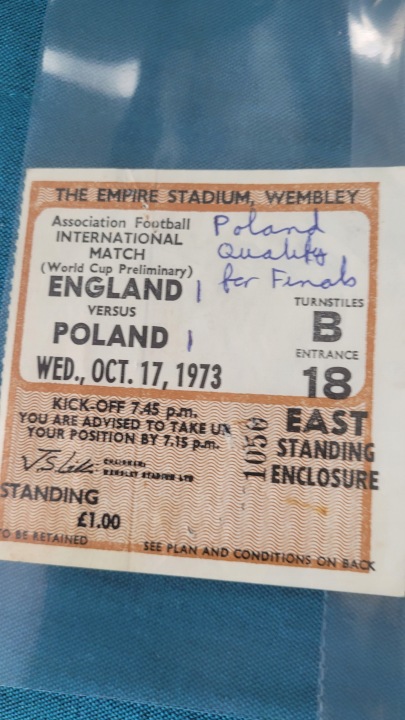 THE EMPIRE STADIUM, WEMBLEY
Association Football
INTERNATIONAL
MATCH
(World Cup Preliminary)
ENGLAND 1
VERSUS
POLAND 1
WED., OCT. 17, 1973
Poland
Qualify
for Finals
TURNSTILES
B
ENTRANCE
18
KICK-OFF 7.45 p.m.
YOU ARE ADVISED TO TAKE UP
YOUR POSITION BY 7.15 p.m.
CHAIRMAN:
WEMBLEY STADIUM LTD
STANDING
£1.00
1050
EAST
STANDING
ENCLOSURE
TO BE RETAINED
SEE PLAN AND CONDITIONS ON BACK